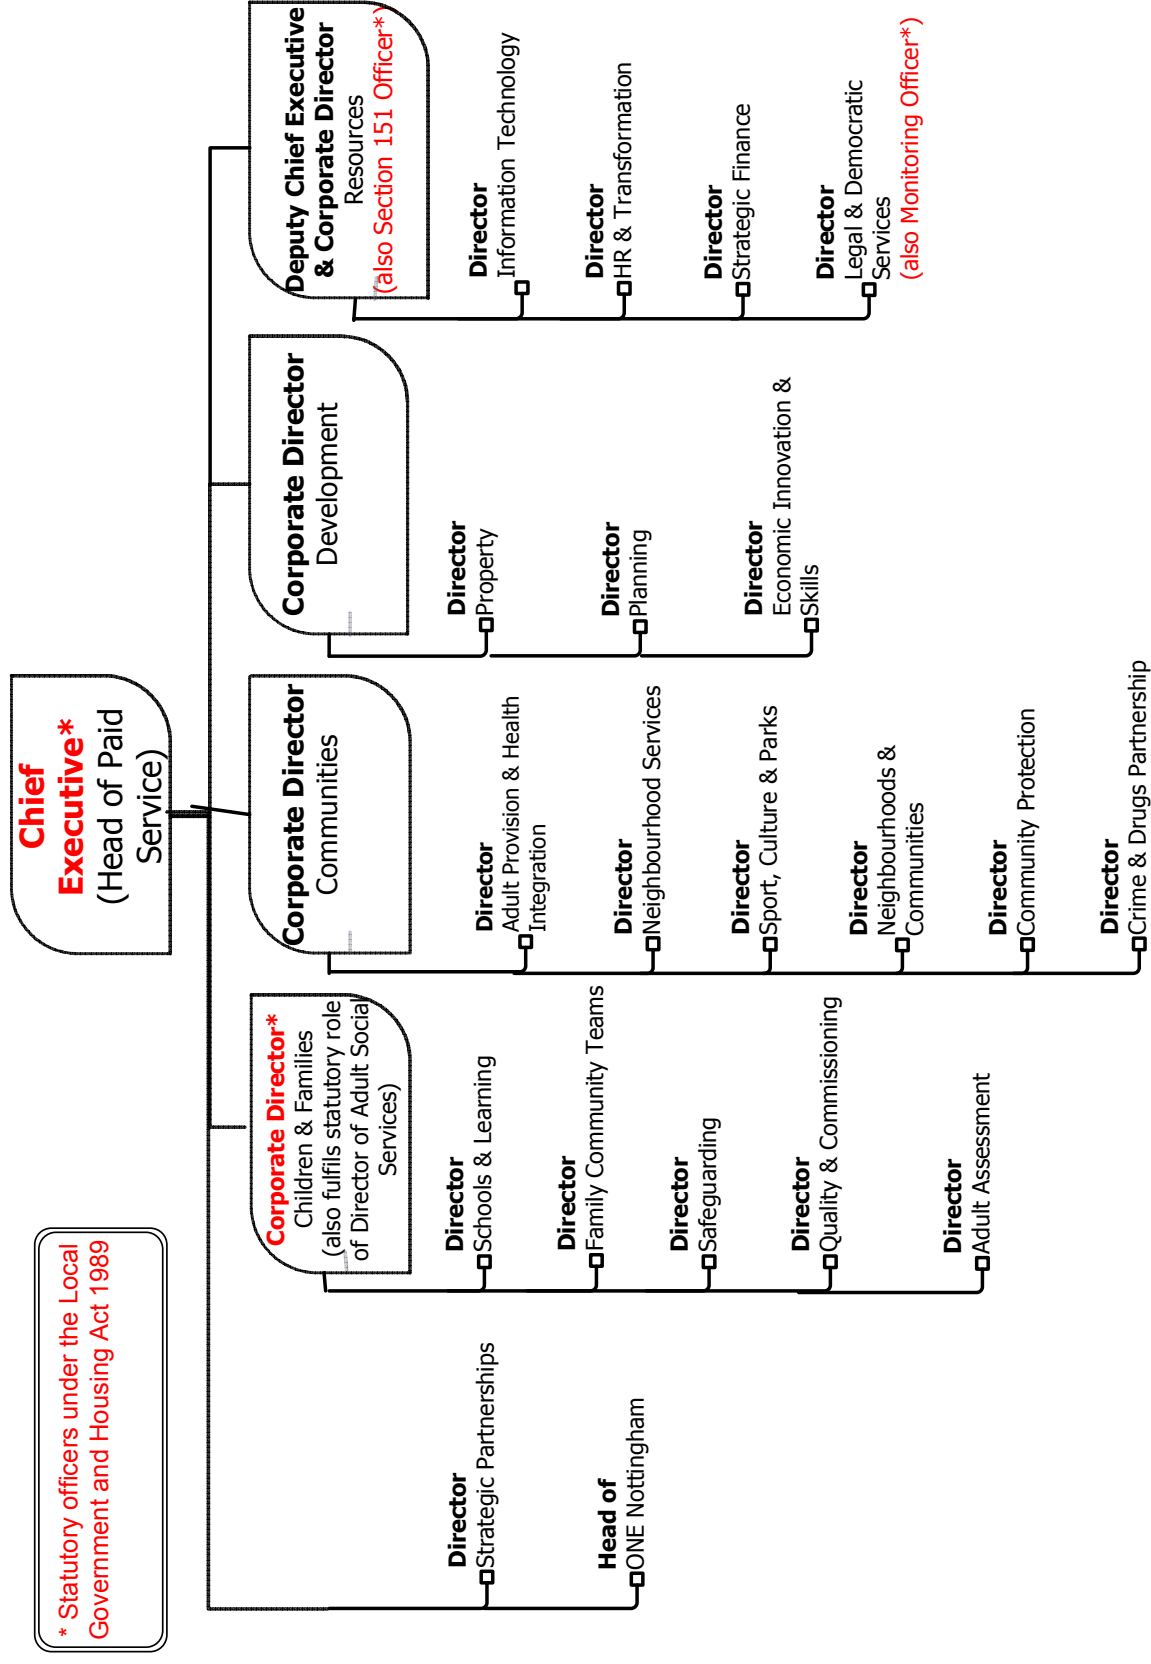 * Statutory officers under the Local
Government and Housing Act 1989
Chief
Executive*
(Head of Paid
Service)
Director
Strategic Partnerships
Head of
ONE Nottingham
Corporate Director*
Children & Families
(also fulfils statutory role
of Director of Adult Social
Services)
Director
Schools & Learning
Director
Family Community Teams
Director
Safeguarding
Director
Quality & Commissioning
Director
Adult Assessment
Corporate Director
Communities
Director
Adult Provision & Health
Integration
Director
Neighbourhood Services
Director
Sport, Culture & Parks
Director
Neighbourhoods &
Communities
Director
Community Protection
Director
Crime & Drugs Partnership
Corporate Director
Development
Director
Property
Director
Planning
Director
Economic Innovation &
Skills
Deputy Chief Executive
& Corporate Director
Resources
(also Section 151 Officer*)
Director
Information Technology
Director
HR & Transformation
Director
Strategic Finance
Director
Legal & Democratic
Services
(also Monitoring Officer*)